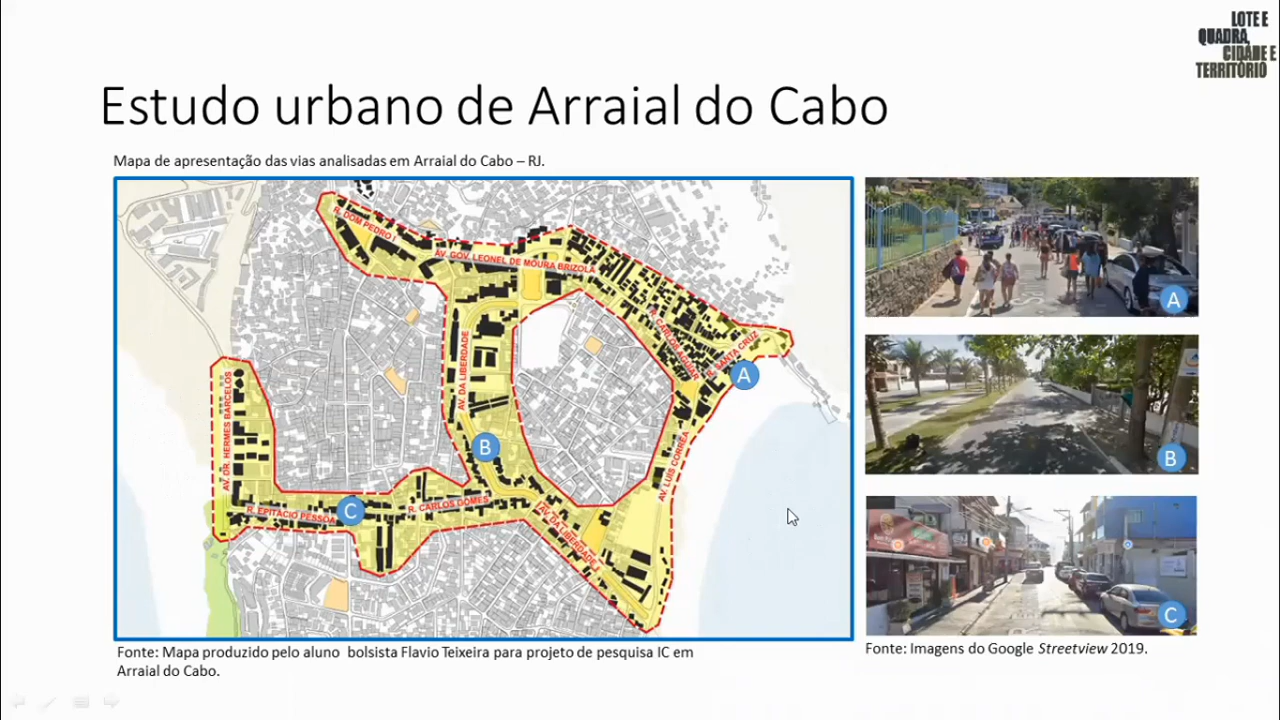 LOTE E
QUADRA,
CIDADE E
TERRITÓRIO
Estudo urbano de Arraial do Cabo
Mapa de apresentação das vias analisadas em Arraial do Cabo – RJ.
R. DOM PEDRO I
AV. GOV. LEONEL DE MOURA BRIZOLA
AV. DA LIBERDADE
SANTA CRUZ
A
AV. DR. HERMES BARCELOS
B
AV. LUIS CORRÊA
R. EPITÁCIO PESSOA
C
R. CARLOS GOMES
AV. DA LIBERDADE
A
B
C
Fonte: Mapa produzido pelo aluno bolsista Flavio Teixeira para projeto de pesquisa IC em
Arraial do Cabo.
Fonte: Imagens do Google Streetview 2019.